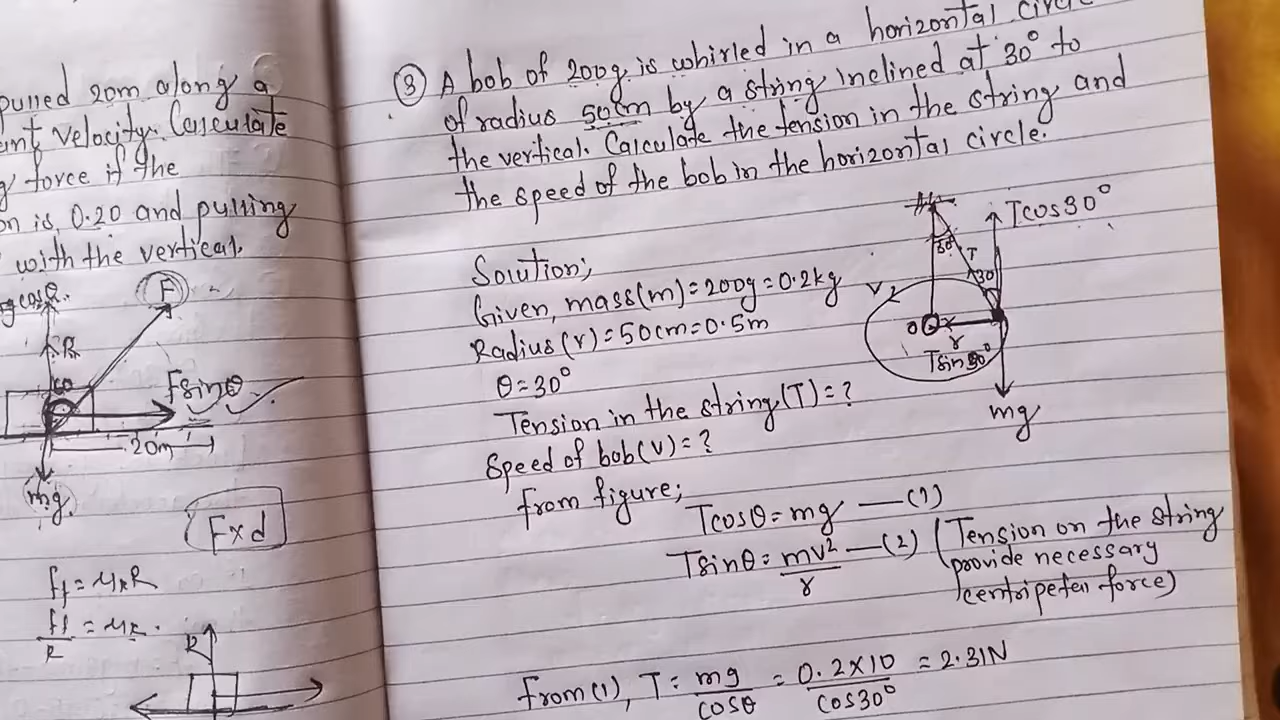 pulled 20m along a
velocity. Calculate
force if the
is 0.20 and pulling
with the vertical.
F
R
Fsinθ
20m
mg
F x d
R
③ A bob of 200g is whirled in a horizontal circle
of radius 50cm by a string inclined at 30° to
the vertical. Calculate the tension in the string and
the speed of the bob in the horizontal circle.
Solution;
Given, mass(m) = 200g = 0.2kg
Radius (r) = 50cm = 0.5m
θ = 30°
Tension in the string (T) = ?
Speed of bob (v) = ?
From figure;
Tcosθ = mg — (1)
Tsinθ = mv²/r — (2) (Tension on the string
provide necessary
centripetal force)
From (1), T = mg/cosθ = 0.2×10/cos30° = 2.31N
Tcos30°
30°
T
30
V
O
r
Tsin30°
mg